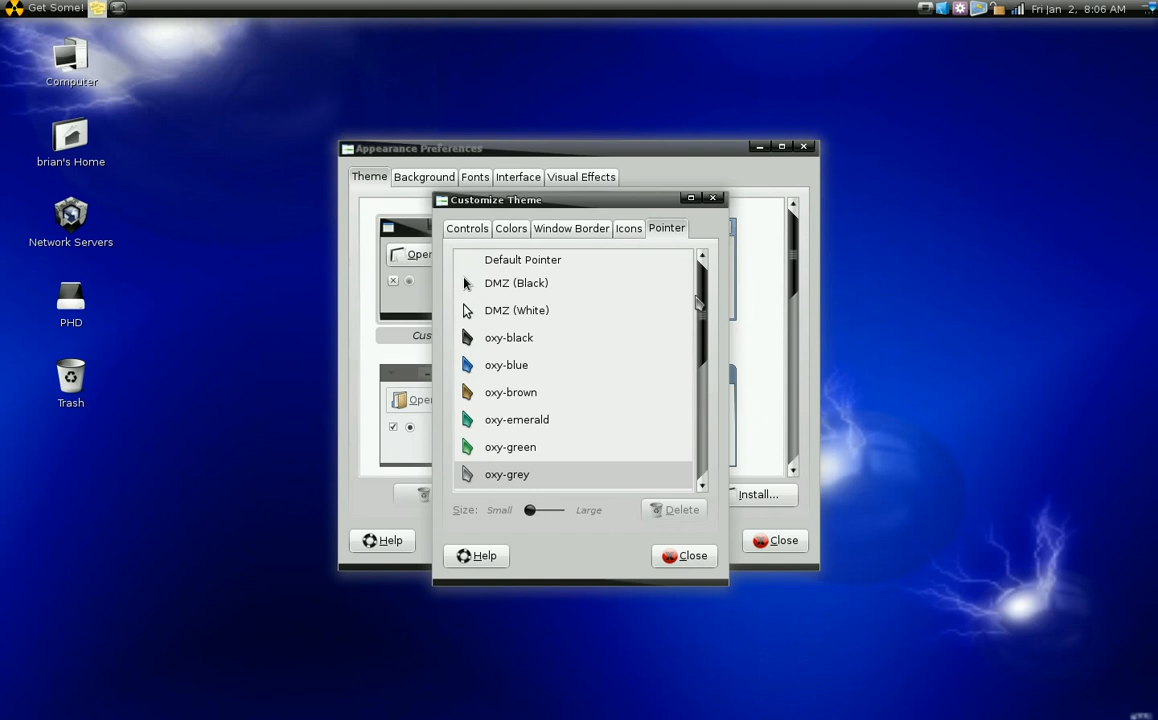 Get Some!
Fri Jan 2, 8:06 AM
Computer
brian's Home
Network Servers
PHD
Trash
Appearance Preferences
Theme Background Fonts Interface Visual Effects
Open
Cus
Open
Install...
Help
Close
Customize Theme
Controls Colors Window Border Icons Pointer
Default Pointer
DMZ (Black)
DMZ (White)
oxy-black
oxy-blue
oxy-brown
oxy-emerald
oxy-green
oxy-grey
Size: Small Large Delete
Help Close